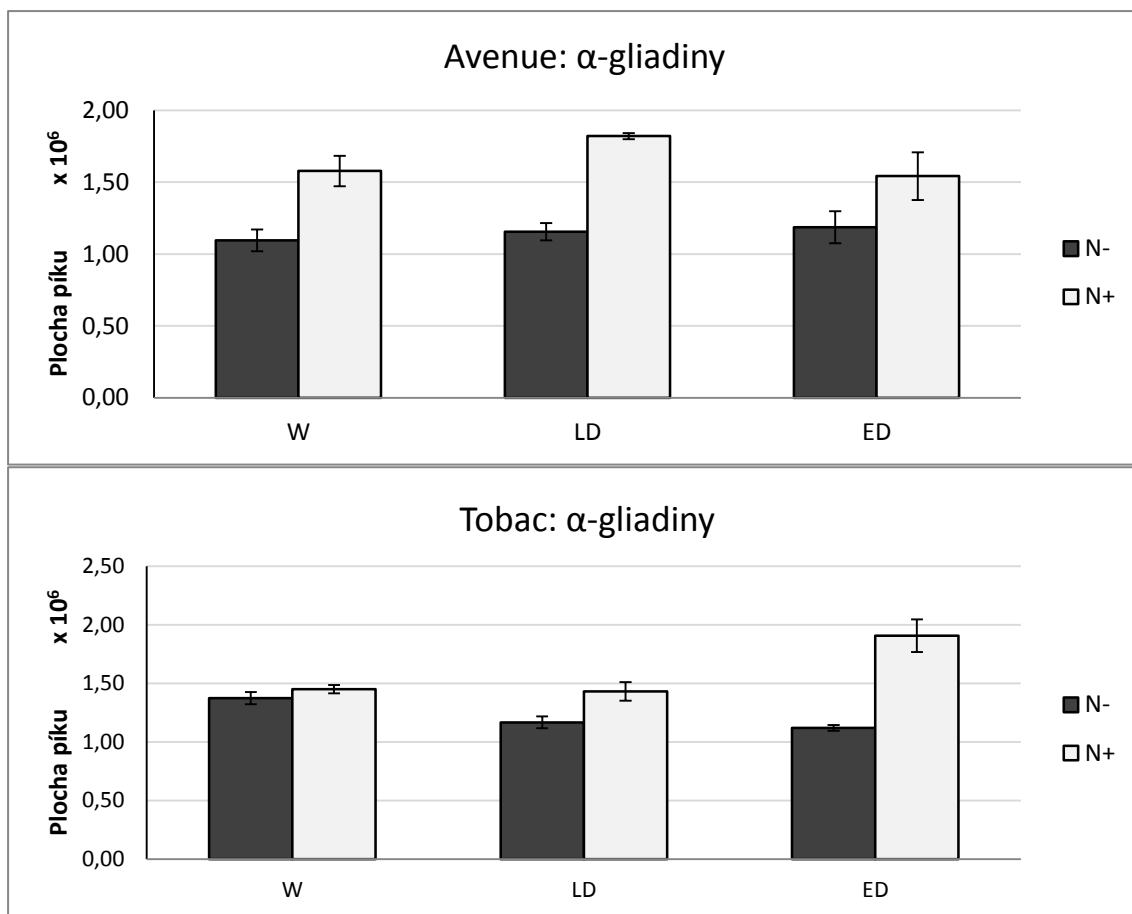 Avenue: α-gliadiny
Plocha píku x 10⁶
2,00
1,50
1,00
0,50
0,00
W LD ED
N-
N+
Tobac: α-gliadiny
Plocha píku x 10⁶
2,50
2,00
1,50
1,00
0,50
0,00
W LD ED
N-
N+